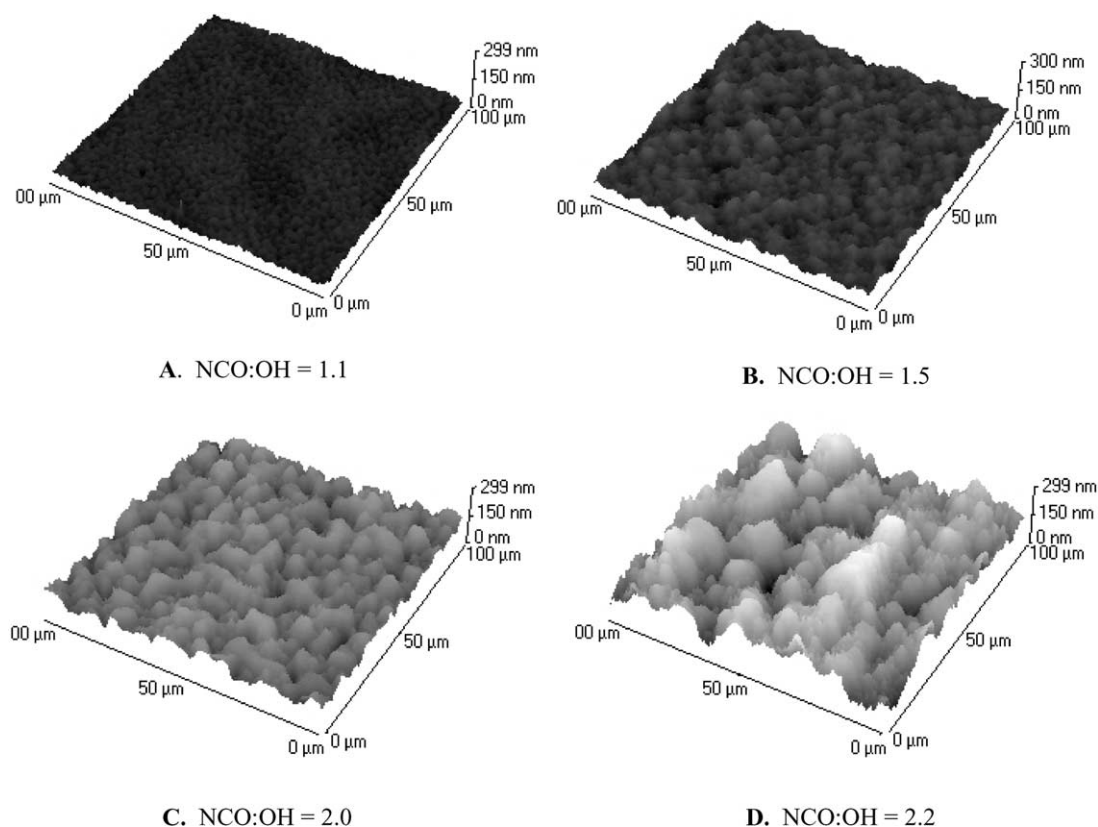 299 nm
150 nm
0 nm
100 µm
50 µm
0 µm
00 µm
50 µm
0 µm
A. NCO:OH = 1.1
300 nm
150 nm
0 nm
100 µm
50 µm
0 µm
00 µm
50 µm
0 µm
B. NCO:OH = 1.5
299 nm
150 nm
0 nm
100 µm
50 µm
0 µm
00 µm
50 µm
0 µm
C. NCO:OH = 2.0
299 nm
150 nm
0 nm
100 µm
50 µm
0 µm
00 µm
50 µm
0 µm
D. NCO:OH = 2.2